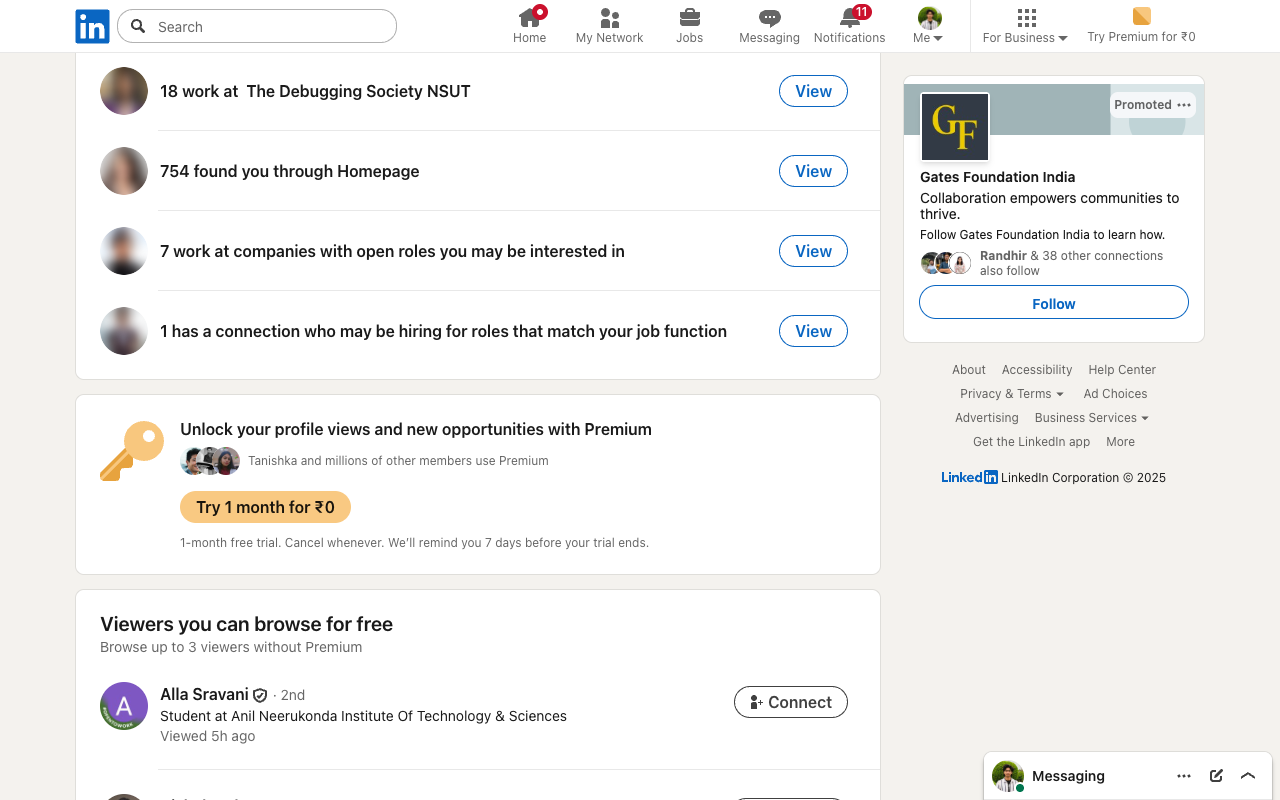 in
Search
Home
My Network
Jobs
Messaging
11
Notifications
Me
For Business
Try Premium for ₹0
18 work at  The Debugging Society NSUT
View
754 found you through Homepage
View
7 work at companies with open roles you may be interested in
View
1 has a connection who may be hiring for roles that match your job function
View
Unlock your profile views and new opportunities with Premium
Tanishka and millions of other members use Premium
Try 1 month for ₹0
1-month free trial. Cancel whenever. We'll remind you 7 days before your trial ends.
Viewers you can browse for free
Browse up to 3 viewers without Premium
A
Alla Sravani · 2nd
Student at Anil Neerukonda Institute Of Technology & Sciences
Viewed 5h ago
Connect
Promoted
GF
Gates Foundation India
Collaboration empowers communities to
thrive.
Follow Gates Foundation India to learn how.
Randhir & 38 other connections
also follow
Follow
About Accessibility Help Center
Privacy & Terms Ad Choices
Advertising Business Services
Get the LinkedIn app More
LinkedIn LinkedIn Corporation © 2025
Messaging